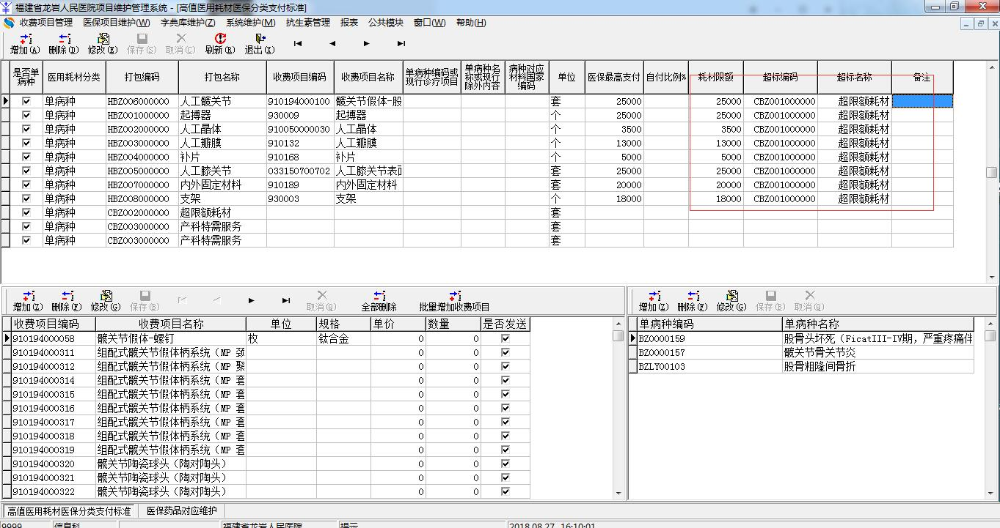 福建省龙岩人民医院项目维护管理系统 - [高值医用耗材医保分类支付标准]
收费项目管理 医保项目维护(W) 字典库维护(Z) 系统维护(M) 抗生素管理 报表 公共模块 窗口(W) 帮助(H)
增加(A) 删除(D) 修改(E) 保存(S) 取消(C) 刷新(R) 退出(X)
是否单病种 医用耗材分类 打包编码 打包名称 收费项目编码 收费项目名称 单病种编码或现行诊疗项目 单病种名称或现行除外内容 病种对应材料国家编码 单位 医保最高支付 自付比例% 耗材限额 超标编码 超标名称 备注
单病种 HBZ006000000 人工髋关节 910194000100 髋关节假体-股 套 25000 25000 CBZ001000000 超限额耗材
单病种 HBZ001000000 起搏器 930009 起搏器 个 25000 25000 CBZ001000000 超限额耗材
单病种 HBZ002000000 人工晶体 910050000030 人工晶体 个 3500 3500 CBZ001000000 超限额耗材
单病种 HBZ003000000 人工瓣膜 910132 人工瓣膜 个 13000 13000 CBZ001000000 超限额耗材
单病种 HBZ004000000 补片 910168 补片 个 5000 5000 CBZ001000000 超限额耗材
单病种 HBZ005000000 人工膝关节 033150700702 人工膝关节表面 套 25000 25000 CBZ001000000 超限额耗材
单病种 HBZ007000000 内外固定材料 910189 内外固定材料 套 20000 20000 CBZ001000000 超限额耗材
单病种 HBZ008000000 支架 930003 支架 个 18000 18000 CBZ001000000 超限额耗材
单病种 CBZ002000000 超限额耗材 套
单病种 CBZ003000000 产科特需服务 套
单病种 CBZ003000000 产科特需服务 套
增加(Z) 删除(F) 修改(G) 保存(B) 取消(Q) 全部删除 批量增加收费项目
收费项目编码 收费项目名称 单位 规格 单价 数量 是否发送
910194000058 髋关节假体-螺钉 枚 钛合金 0 0
910194000311 组配式髋关节假体柄系统（MP 颈 0 0
910194000312 组配式髋关节假体柄系统（MP 聚 0 0
910194000314 组配式髋关节假体柄系统（MP 套 0 0
910194000315 组配式髋关节假体柄系统（MP 套 0 0
910194000316 组配式髋关节假体柄系统（MP 套 0 0
910194000317 组配式髋关节假体柄系统（MP 套 0 0
910194000318 组配式髋关节假体柄系统（MP 套 0 0
910194000319 组配式髋关节假体柄系统（MP 套 0 0
910194000320 髋关节陶瓷球头（陶对陶头） 0 0
910194000321 髋关节陶瓷球头（陶对陶头） 0 0
910194000322 髋关节陶瓷球头（陶对陶头） 0 0
增加(Z) 删除(F) 修改(G) 保存(B) 取消(Q)
单病种编码 单病种名称
BZ0000159 股骨头坏死（FicatIII-IV期，严重疼痛伴
BZ0000157 髋关节骨关节炎
BZLY00103 股骨粗隆间骨折
高值医用耗材医保分类支付标准 医保药品对应维护
9999 信息科 福建省龙岩人民医院 提示 2018.08.27 16:10:01